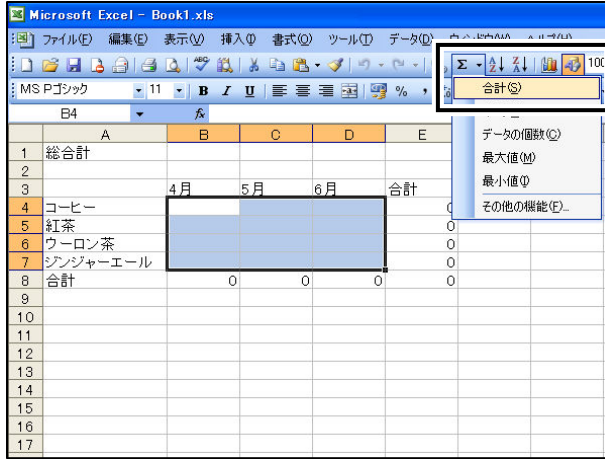 Microsoft Excel - Book1.xls
ファイル(F) 編集(E) 表示(V) 挿入(I) 書式(O) ツール(T) データ(D)
Σ
100
MS Pゴシック 11 B I U % ,
合計(S)
B4 fx
データの個数(C)
最大値(M)
最小値(I)
その他の機能(F)...
A B C D E
1 総合計
2
3 4月 5月 6月 合計
4 コーヒー 0
5 紅茶 0
6 ウーロン茶 0
7 ジンジャーエール 0
8 合計 0 0 0 0
9
10
11
12
13
14
15
16
17